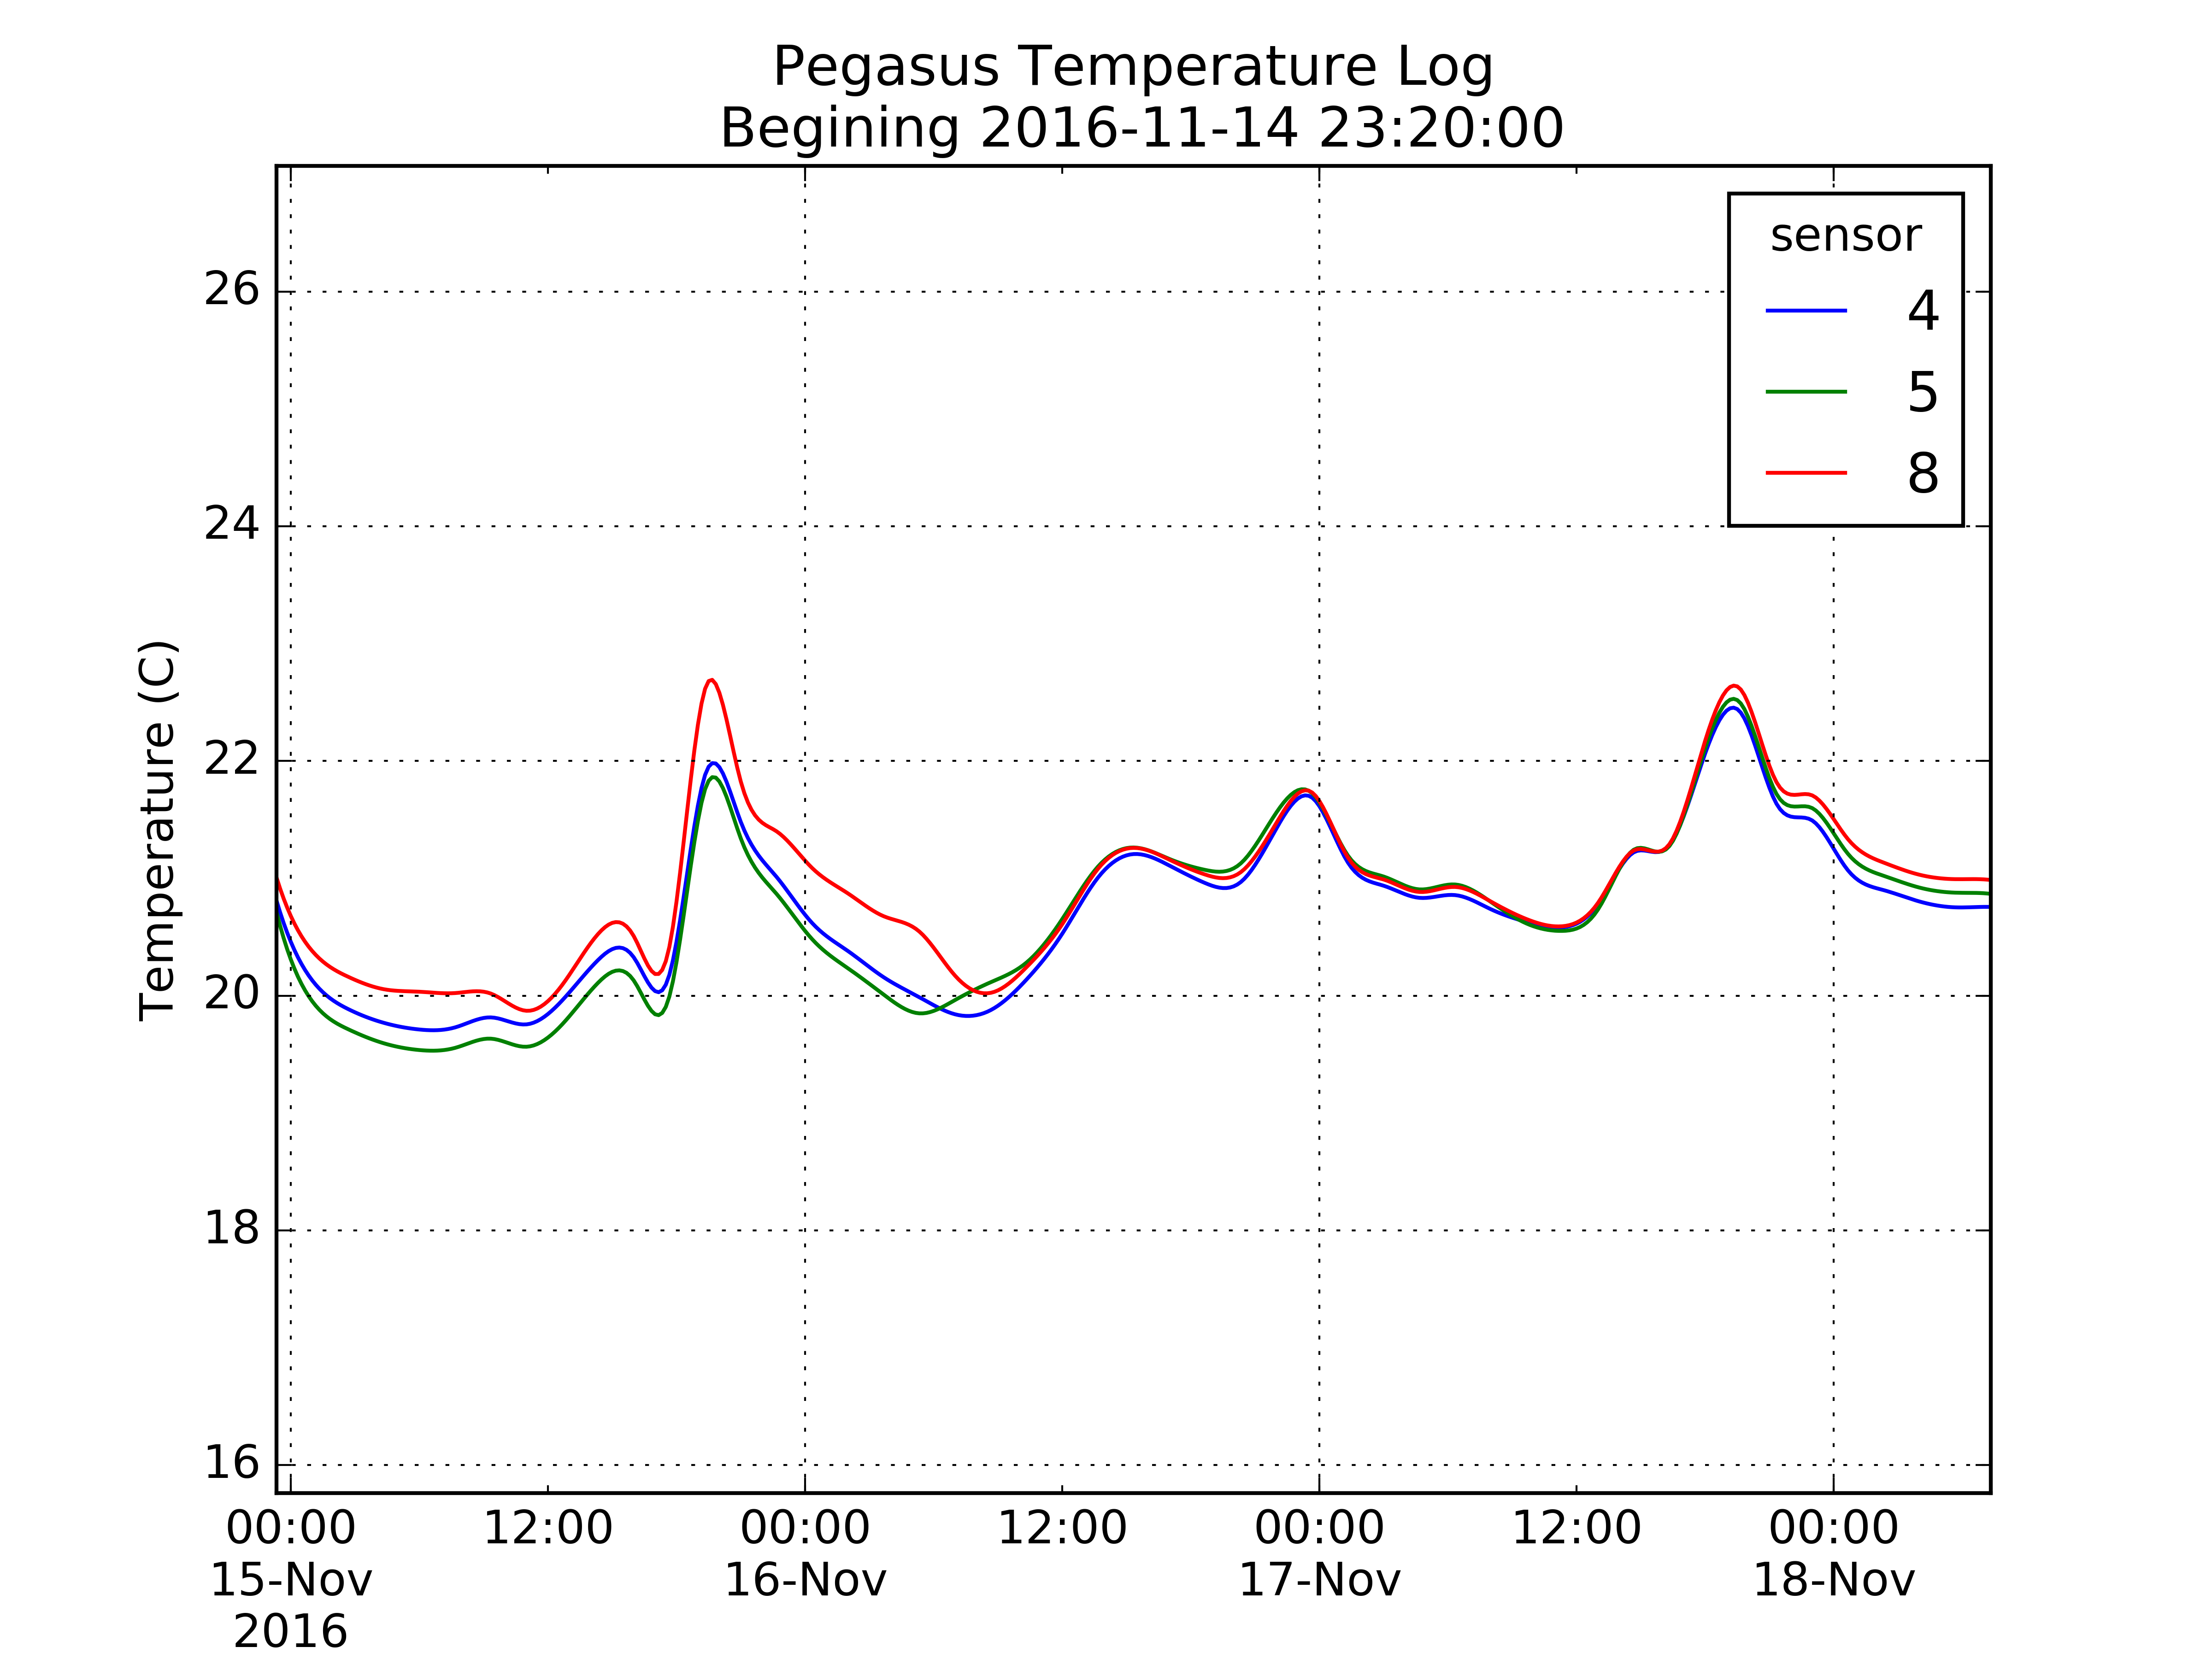 Pegasus Temperature Log
Begining 2016-11-14 23:20:00
sensor
4
5
8
Temperature (C)
26
24
22
20
18
16
00:00 12:00 00:00 12:00 00:00 12:00 00:00
15-Nov 16-Nov 17-Nov 18-Nov
2016